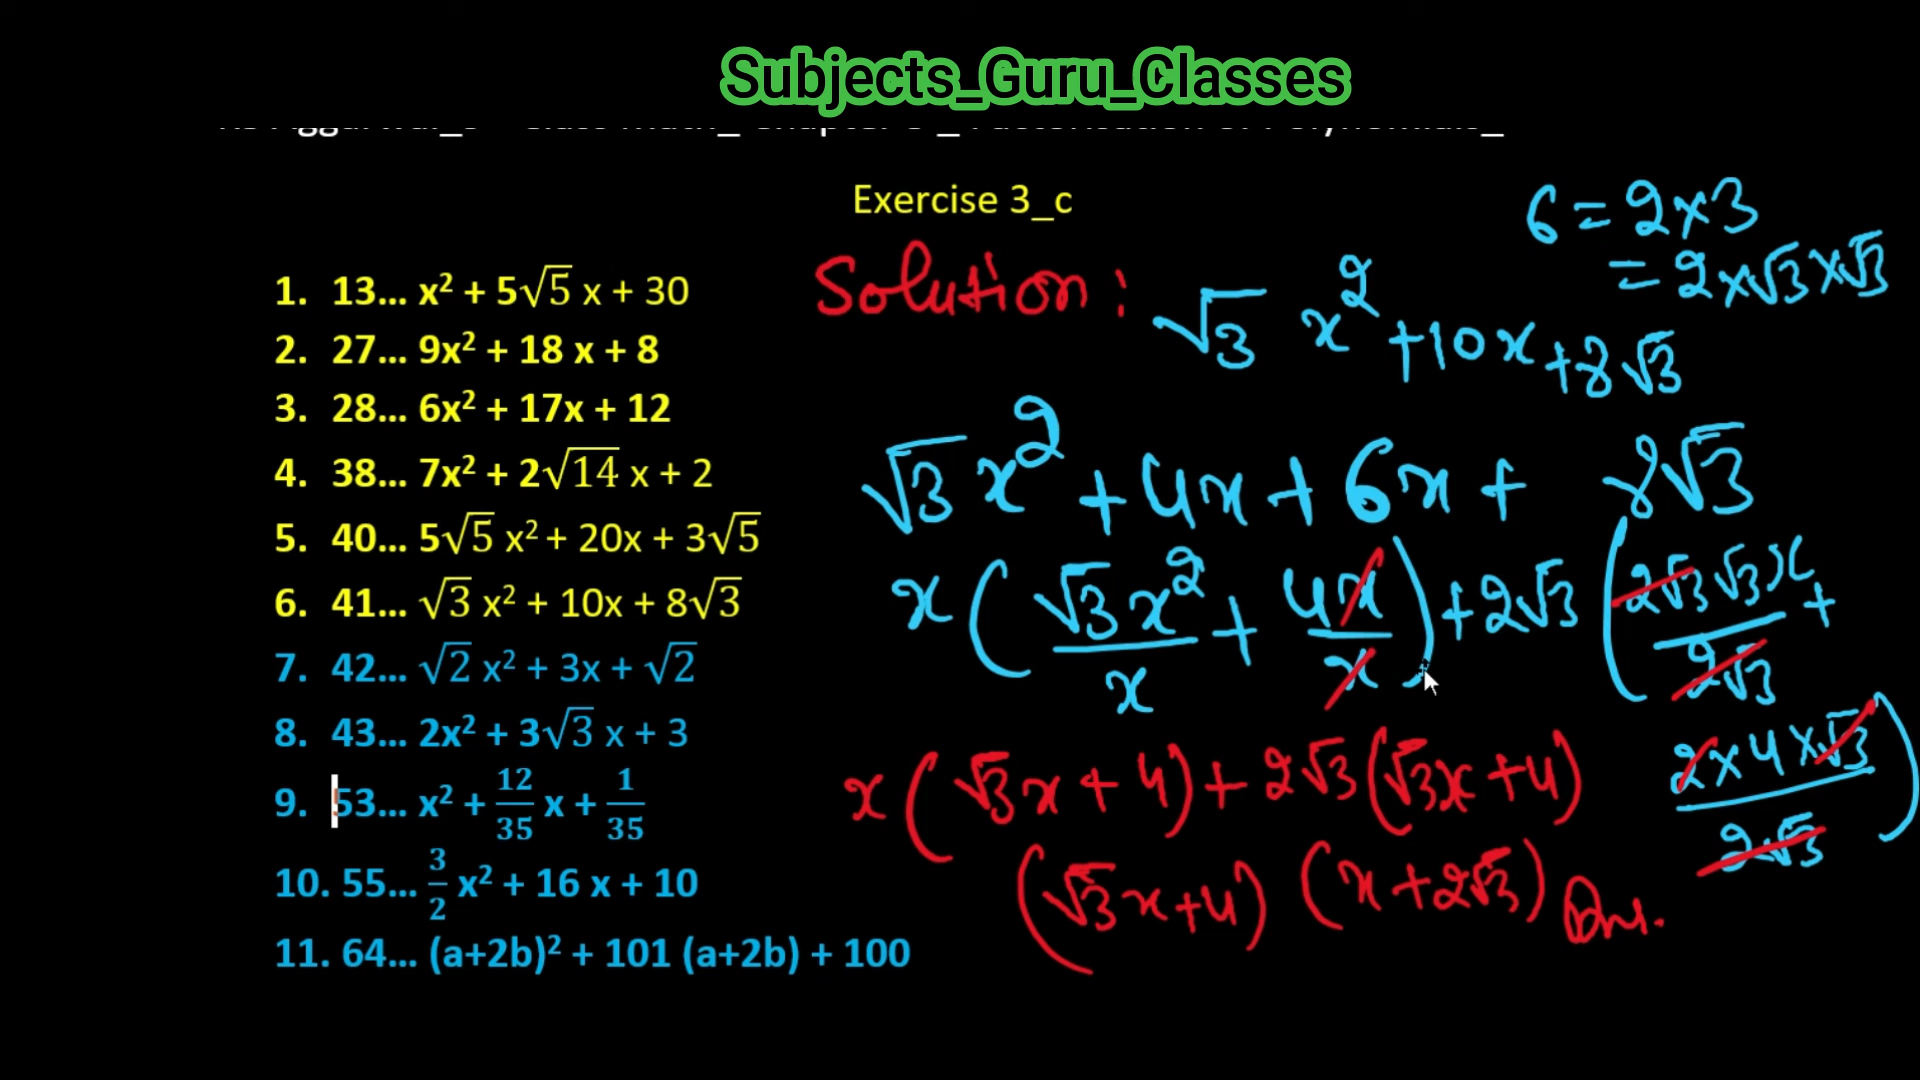 Subjects_Guru_Classes
Exercise 3_c
1. 13... x² + 5√5 x + 30
2. 27... 9x² + 18 x + 8
3. 28... 6x² + 17x + 12
4. 38... 7x² + 2√14 x + 2
5. 40... 5√5 x² + 20x + 3√5
6. 41... √3 x² + 10x + 8√3
7. 42... √2 x² + 3x + √2
8. 43... 2x² + 3√3 x + 3
9. 53... x² + 12/35 x + 1/35
10. 55... 3/2 x² + 16 x + 10
11. 64... (a+2b)² + 101 (a+2b) + 100
6 = 2×3
= 2×√3×√3
Solution: √3 x² +10x +8√3
√3x² + 4x + 6x + 8√3
x(√3x²/x + 4x/x) +2√3 (2√3√3x/2√3 +
2×4×√3/2√3)
x(√3x + 4) + 2√3(√3x+4)
(√3x+4) (x+2√3) Ans.